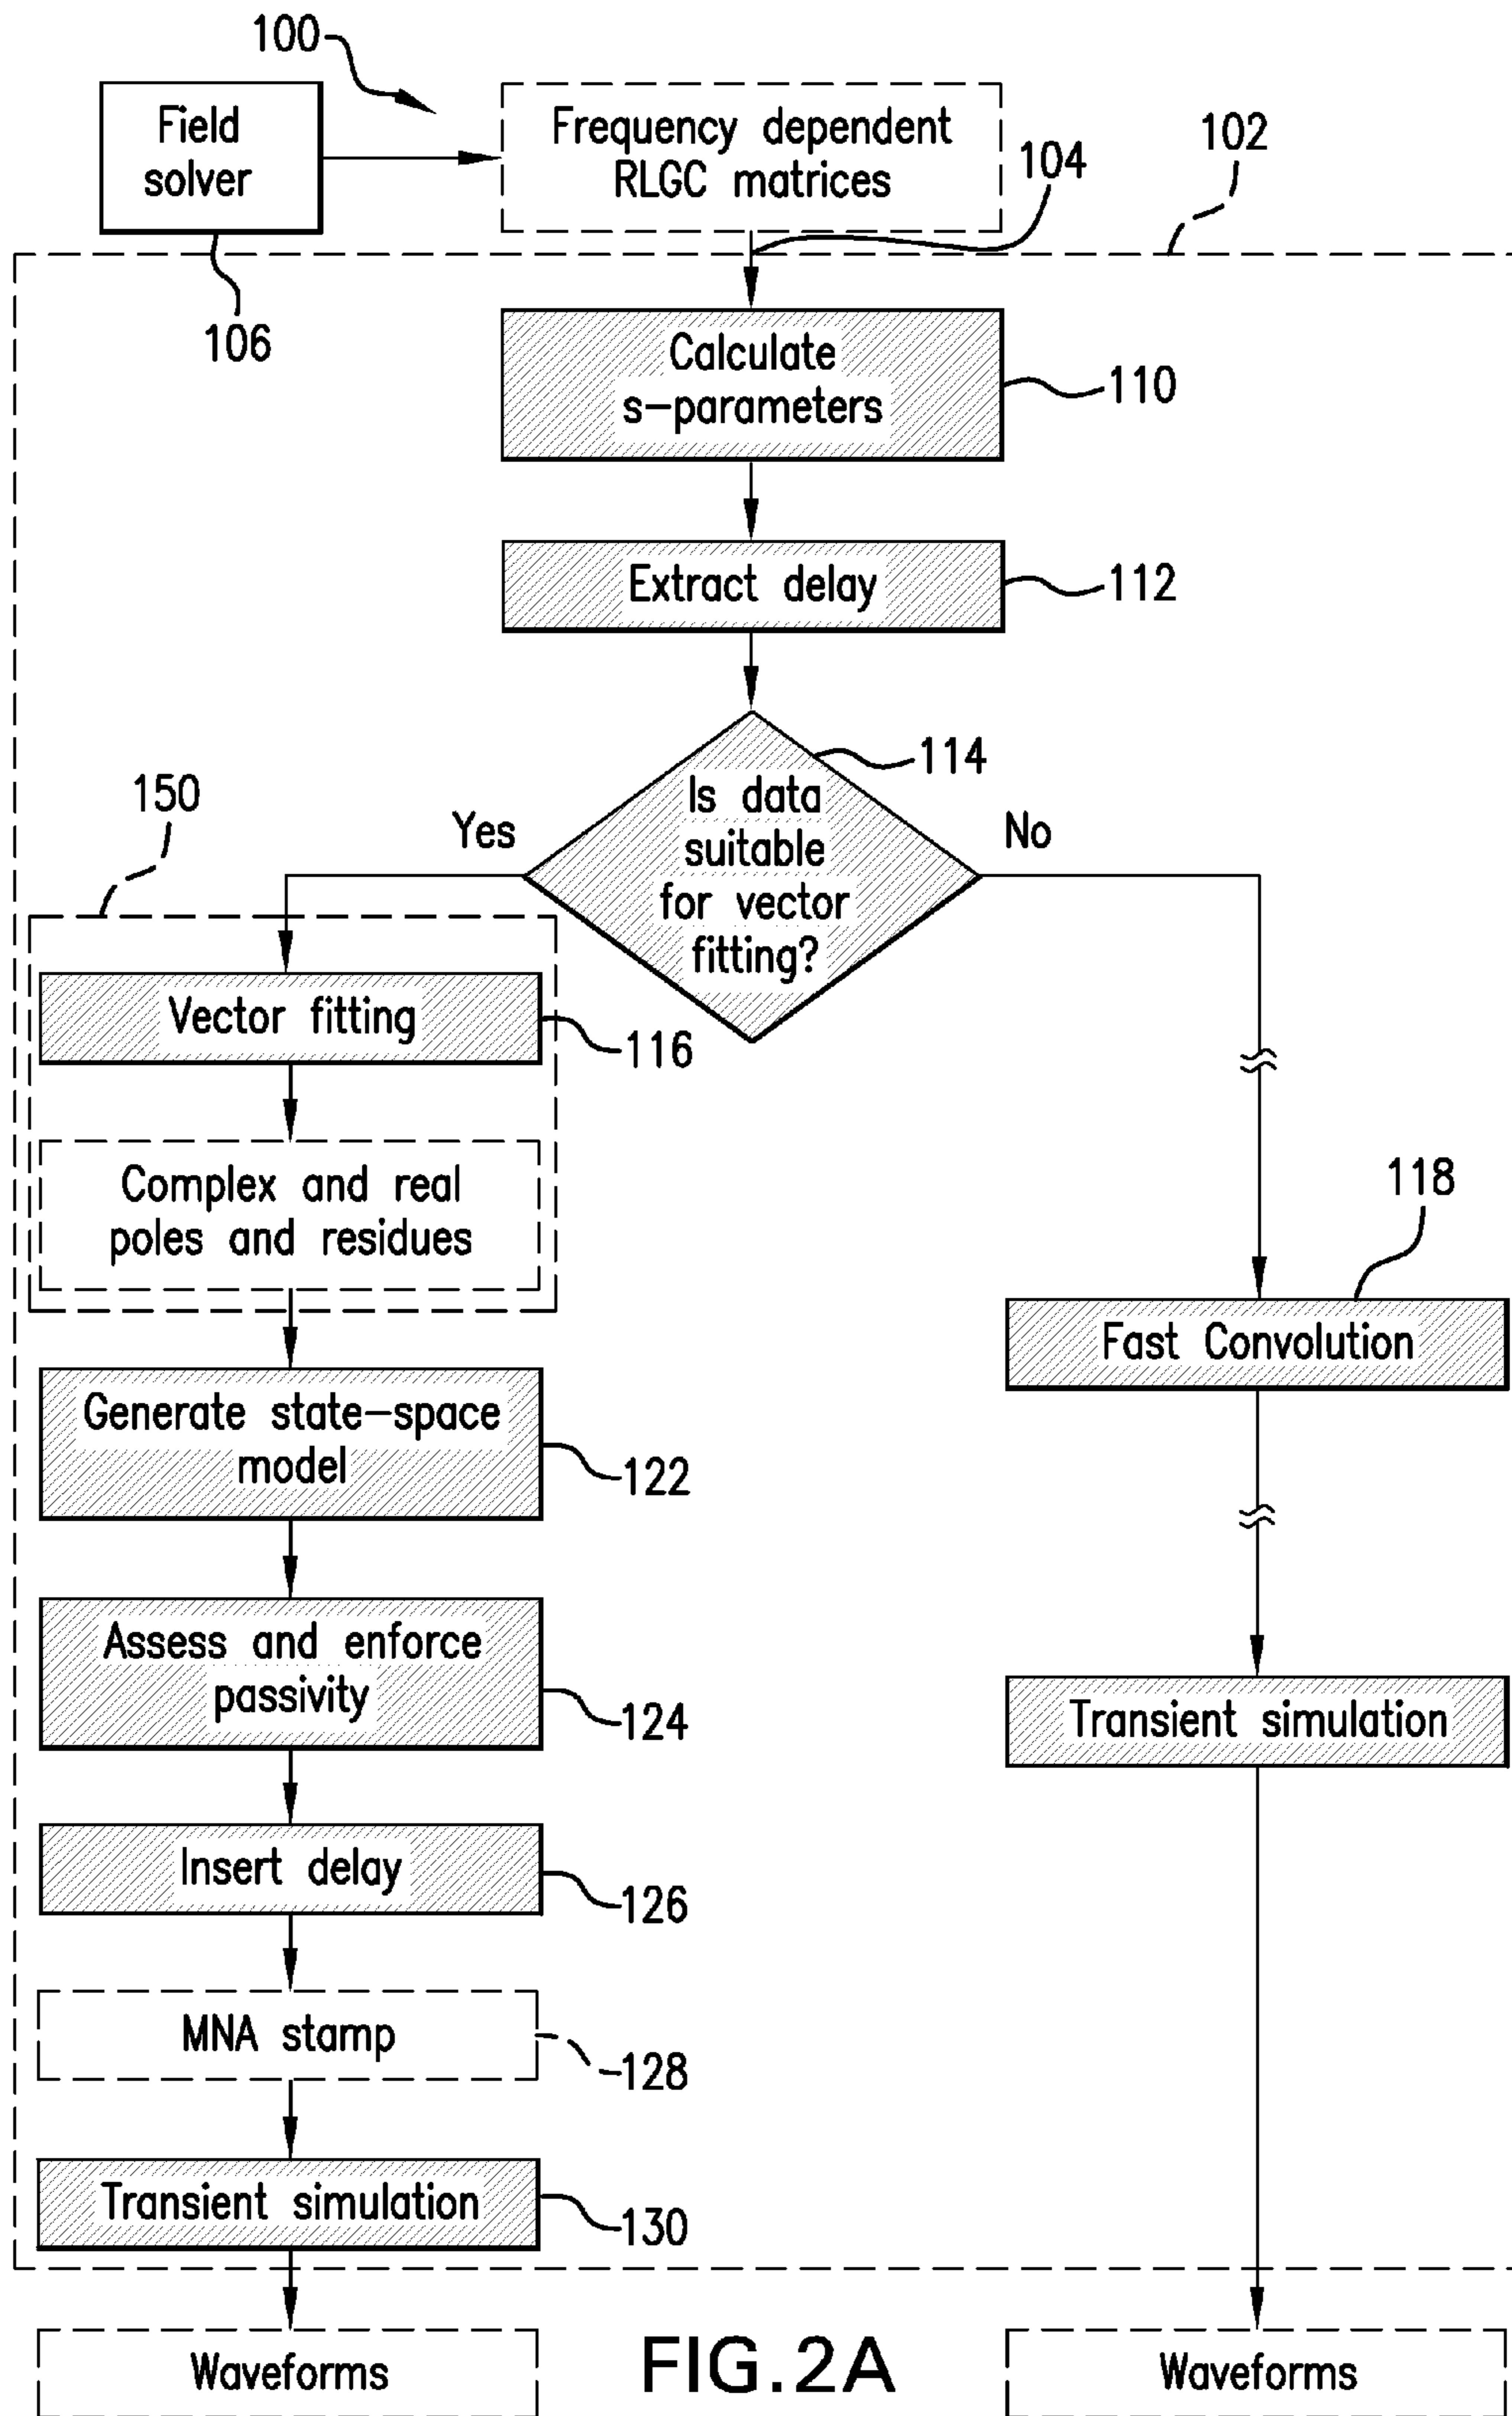 100
Field
solver
Frequency dependent
RLGC matrices
104
102
106
Calculate
s-parameters
110
Extract delay
112
114
Is data
suitable
for vector
fitting?
Yes
No
150
Vector fitting
116
Complex and real
poles and residues
118
Fast Convolution
Generate state-space
model
122
Assess and enforce
passivity
124
Transient simulation
Insert delay
126
MNA stamp
128
Transient simulation
130
Waveforms
FIG.2A
Waveforms